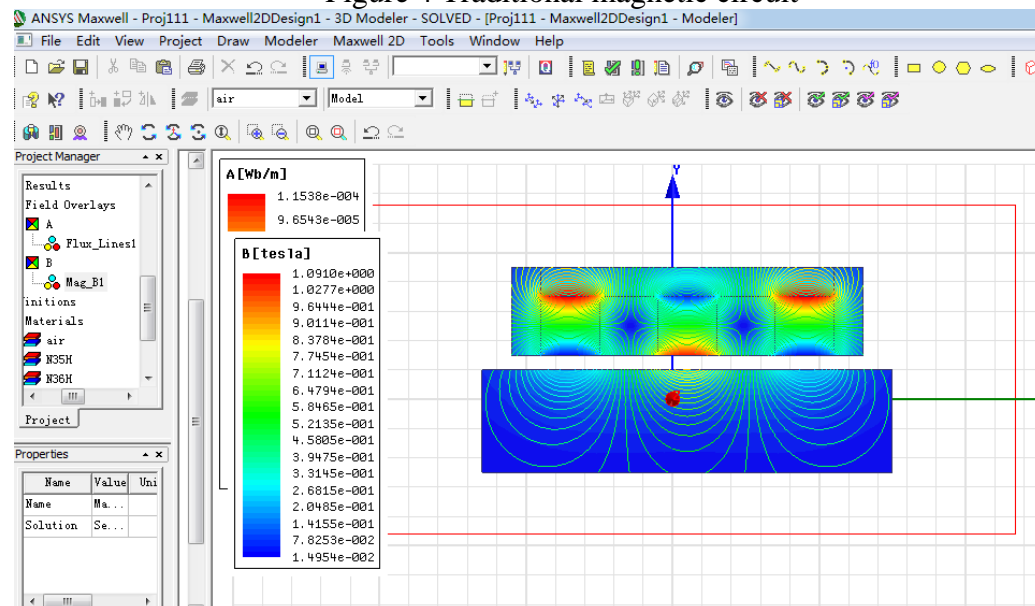 Figure 4 Traditional magnetic circuit
ANSYS Maxwell - Proj111 - Maxwell2DDesign1 - 3D Modeler - SOLVED - [Proj111 - Maxwell2DDesign1 - Modeler]
File Edit View Project Draw Modeler Maxwell 2D Tools Window Help
air Model
Project Manager
Results
Field Overlays
A
Flux_Lines1
B
Mag_B1
initions
Materials
air
N35H
N36H
Project
Properties
Name Value Uni
Name Ma...
Solution Se...
A[Wb/m]
1.1538e-004
9.6543e-005
B[tesla]
1.0910e+000
1.0277e+000
9.6444e-001
9.0114e-001
8.3784e-001
7.7454e-001
7.1124e-001
6.4794e-001
5.8465e-001
5.2135e-001
4.5805e-001
3.9475e-001
3.3145e-001
2.6815e-001
2.0485e-001
1.4155e-001
7.8253e-002
1.4954e-002
Y